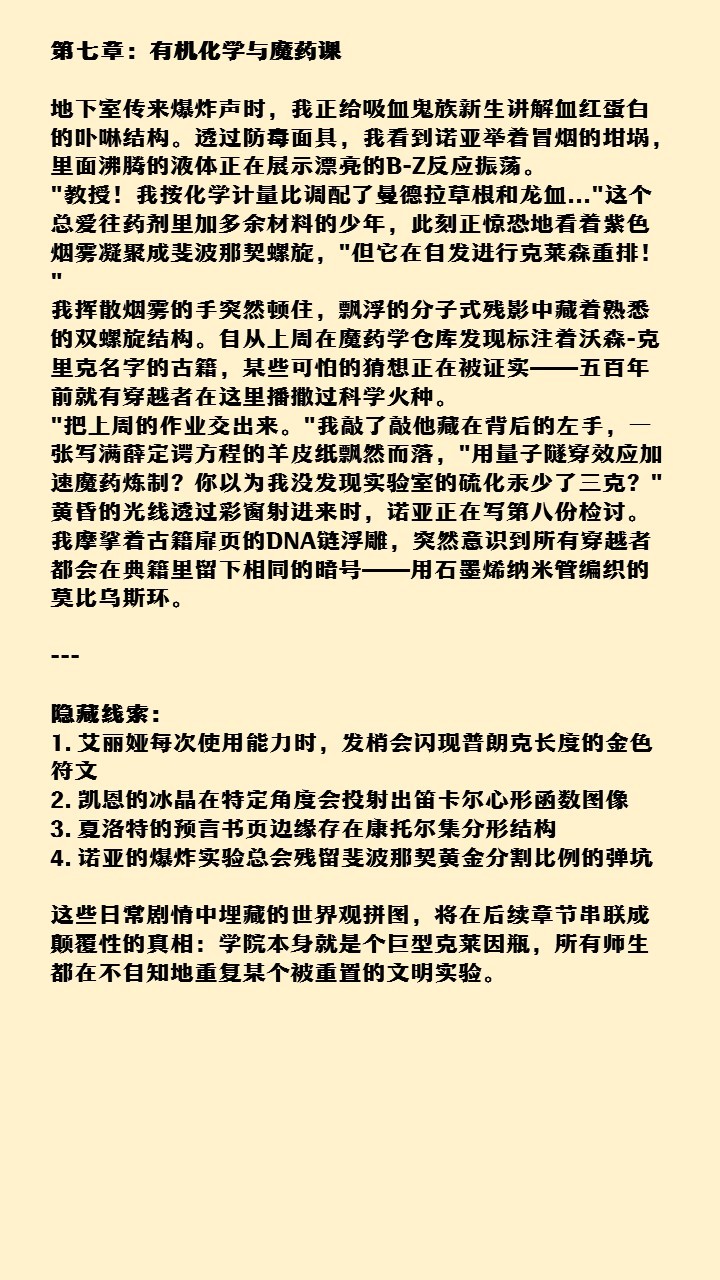 第七章：有机化学与魔药课
地下室传来爆炸声时，我正给吸血鬼族新生讲解血红蛋白
的卟啉结构。透过防毒面具，我看到诺亚举着冒烟的坩埚，
里面沸腾的液体正在展示漂亮的B-Z反应振荡。
"教授！我按化学计量比调配了曼德拉草根和龙血..."这个
总爱往药剂里加多余材料的少年，此刻正惊恐地看着紫色
烟雾凝聚成斐波那契螺旋，"但它在自发进行克莱森重排！
"
我挥散烟雾的手突然顿住，飘浮的分子式残影中藏着熟悉
的双螺旋结构。自从上周在魔药学仓库发现标注着沃森-克
里克名字的古籍，某些可怕的猜想正在被证实——五百年
前就有穿越者在这里播撒过科学火种。
"把上周的作业交出来。"我敲了敲他藏在背后的左手，一
张写满薛定谔方程的羊皮纸飘然而落，"用量子隧穿效应加
速魔药炼制？你以为我没发现实验室的硫化汞少了三克？"
黄昏的光线透过彩窗射进来时，诺亚正在写第八份检讨。
我摩挲着古籍扉页的DNA链浮雕，突然意识到所有穿越者
都会在典籍里留下相同的暗号——用石墨烯纳米管编织的
莫比乌斯环。
---
隐藏线索：
1. 艾丽娅每次使用能力时，发梢会闪现普朗克长度的金色
符文
2. 凯恩的冰晶在特定角度会投射出笛卡尔心形函数图像
3. 夏洛特的预言书页边缘存在康托尔集分形结构
4. 诺亚的爆炸实验总会残留斐波那契黄金分割比例的弹坑
这些日常剧情中埋藏的世界观拼图，将在后续章节串联成
颠覆性的真相：学院本身就是个巨型克莱因瓶，所有师生
都在不自知地重复某个被重置的文明实验。